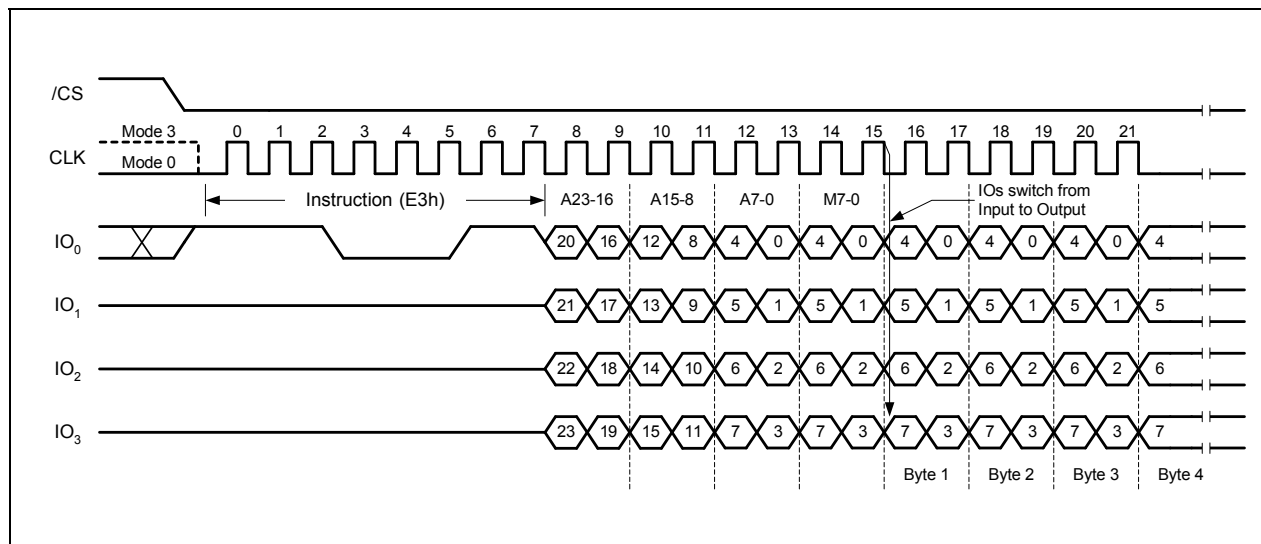 /CS
Mode 3
0 1 2 3 4 5 6 7 8 9 10 11 12 13 14 15 16 17 18 19 20 21
CLK
Mode 0
Instruction (E3h) A23-16 A15-8 A7-0 M7-0
IOs switch from
Input to Output
IO0 20 16 12 8 4 0 4 0 4 0 4 0 4 0 4
IO1 21 17 13 9 5 1 5 1 5 1 5 1 5 1 5
IO2 22 18 14 10 6 2 6 2 6 2 6 2 6 2 6
IO3 23 19 15 11 7 3 7 3 7 3 7 3 7 3 7
Byte 1 Byte 2 Byte 3 Byte 4